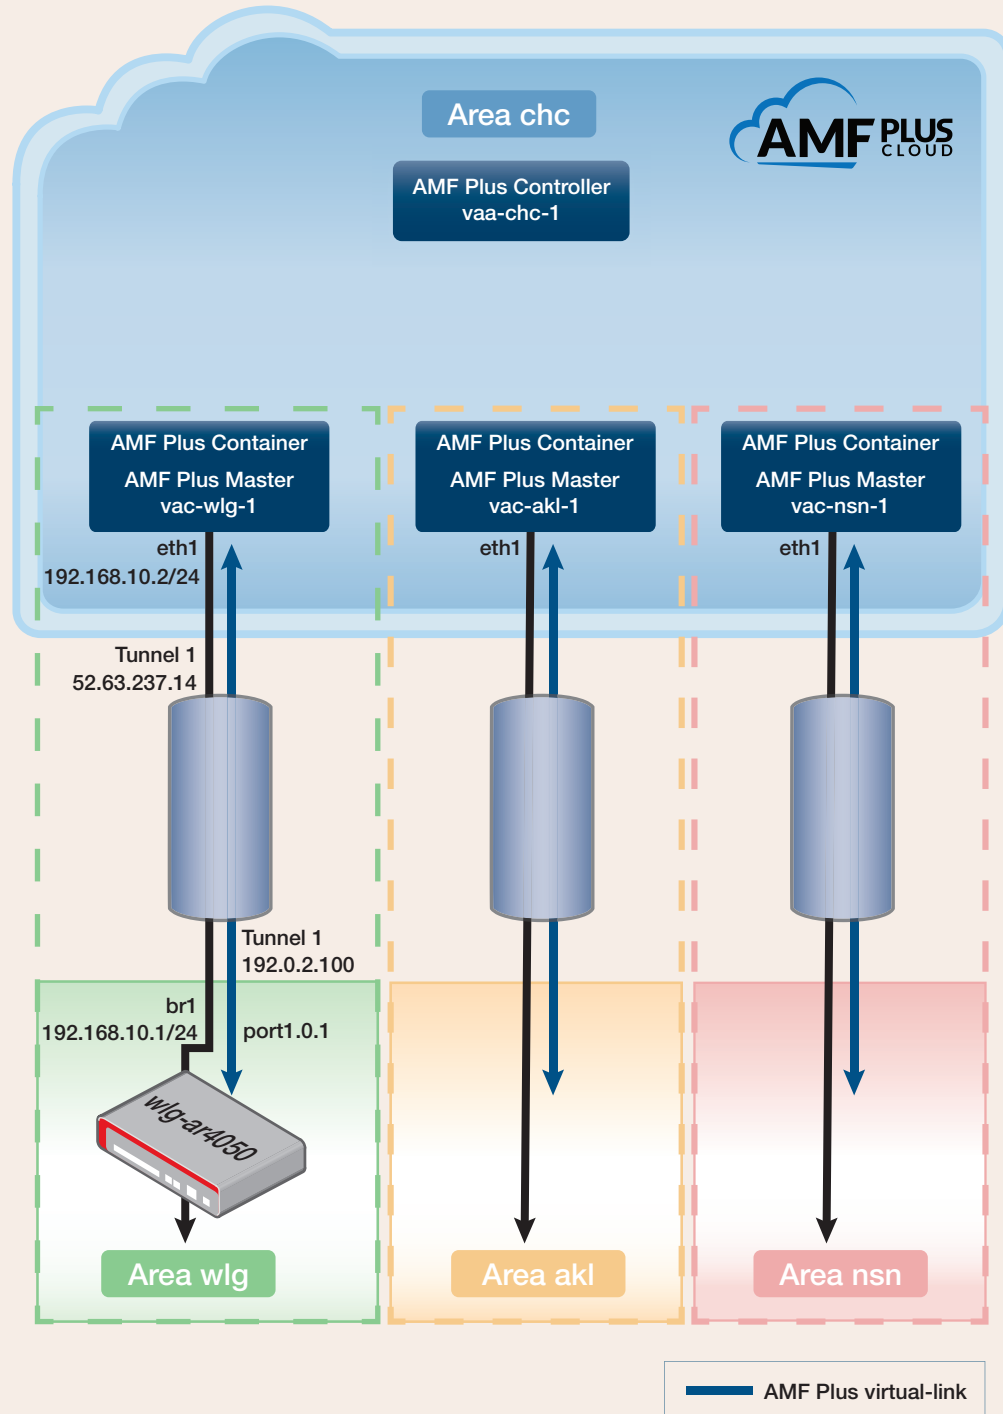 Area chc
AMF PLUS
CLOUD
AMF Plus Controller
vaa-chc-1
AMF Plus Container
AMF Plus Master
vac-wlg-1
AMF Plus Container
AMF Plus Master
vac-akl-1
AMF Plus Container
AMF Plus Master
vac-nsn-1
eth1
192.168.10.2/24
eth1
eth1
Tunnel 1
52.63.237.14
Tunnel 1
192.0.2.100
br1
192.168.10.1/24
port1.0.1
wlg-ar4050
Area wlg
Area akl
Area nsn
AMF Plus virtual-link